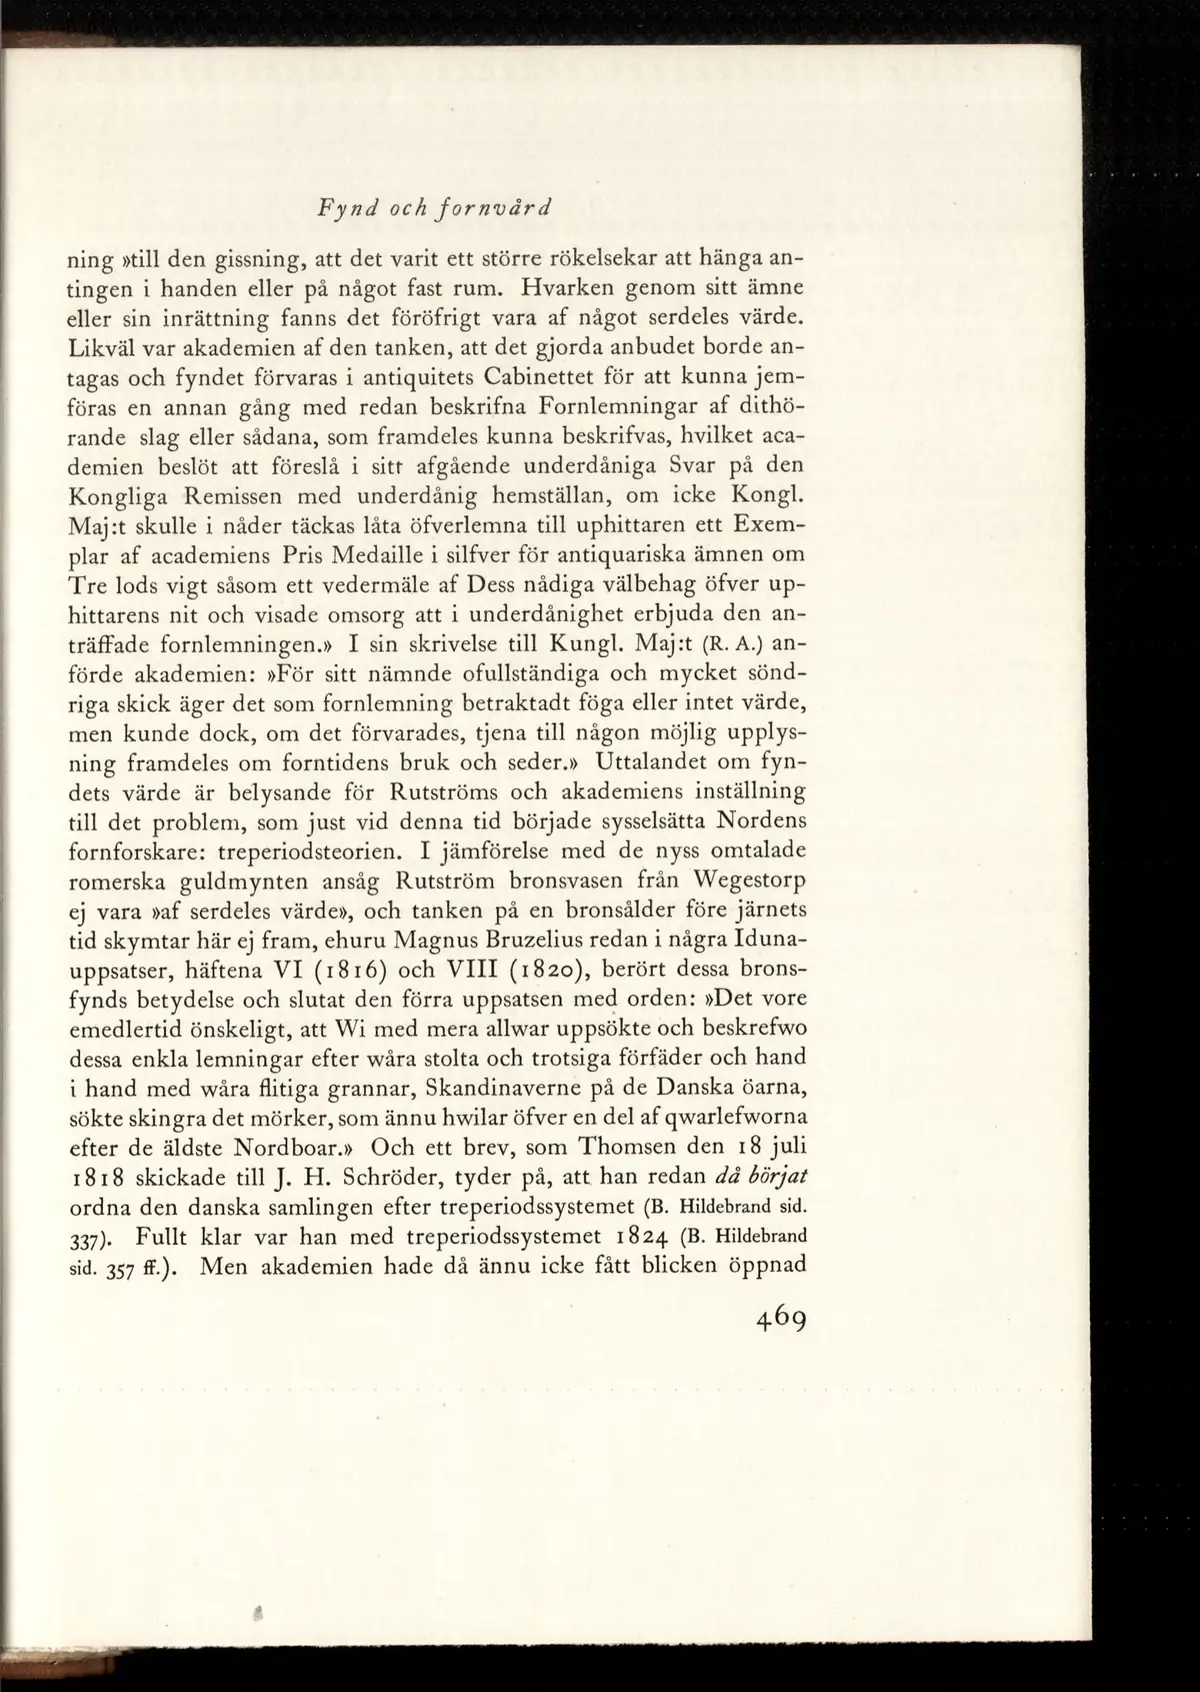 Fynd och fornvård
ning »till den gissning, att det varit ett större rökelsekar att hänga an-
tingen i handen eller på något fast rum. Hvarken genom sitt ämne
eller sin inrättning fanns det föröfrigt vara af något serdeles värde.
Likväl var akademien af den tanken, att det gjorda anbudet borde an-
tagas och fyndet förvaras i antiquitets Cabinettet för att kunna jem-
föras en annan gång med redan beskrifna Fornlemningar af dithö-
rande slag eller sådana, som framdeles kunna beskrifvas, hvilket aca-
demien beslöt att föreslå i sitt afgående underdåniga Svar på den
Kongliga Remissen med underdånig hemställan, om icke Kongl.
Maj:t skulle i nåder täckas låta öfverlemna till uphittaren ett Exem-
plar af academiens Pris Medaille i silfver för antiquariska ämnen om
Tre lods vigt såsom ett vedermäle af Dess nådiga välbehag öfver up-
hittarens nit och visade omsorg att i underdånighet erbjuda den an-
träffade fornlemningen.» I sin skrivelse till Kungl. Maj:t (R. A.) an-
förde akademien: »För sitt nämnde ofullständiga och mycket sönd-
riga skick äger det som fornlemning betraktadt föga eller intet värde,
men kunde dock, om det förvarades, tjena till någon möjlig upplys-
ning framdeles om forntidens bruk och seder.» Uttalandet om fyn-
dets värde är belysande för Rutströms och akademiens inställning
till det problem, som just vid denna tid började sysselsätta Nordens
fornforskare: treperiodsteorien. I jämförelse med de nyss omtalade
romerska guldmynten ansåg Rutström bronsvasen från Wegestorp
ej vara »af serdeles värde», och tanken på en bronsålder före järnets
tid skymtar här ej fram, ehuru Magnus Bruzelius redan i några Iduna-
uppsatser, häftena VI (1816) och VIII (1820), berört dessa brons-
fynds betydelse och slutat den förra uppsatsen med orden: »Det vore
emedlertid önskeligt, att Wi med mera allwar uppsökte och beskrefwo
dessa enkla lemningar efter wåra stolta och trotsiga förfäder och hand
i hand med wåra flitiga grannar, Skandinaverne på de Danska öarna,
sökte skingra det mörker, som ännu hwilar öfver en del af qwarlefworna
efter de äldste Nordboar.» Och ett brev, som Thomsen den 18 juli
1818 skickade till J. H. Schröder, tyder på, att han redan då börjat
ordna den danska samlingen efter treperiodssystemet (B. Hildebrand sid.
337). Fullt klar var han med treperiodssystemet 1824 (B. Hildebrand
sid. 357 ff.). Men akademien hade då ännu icke fått blicken öppnad
469